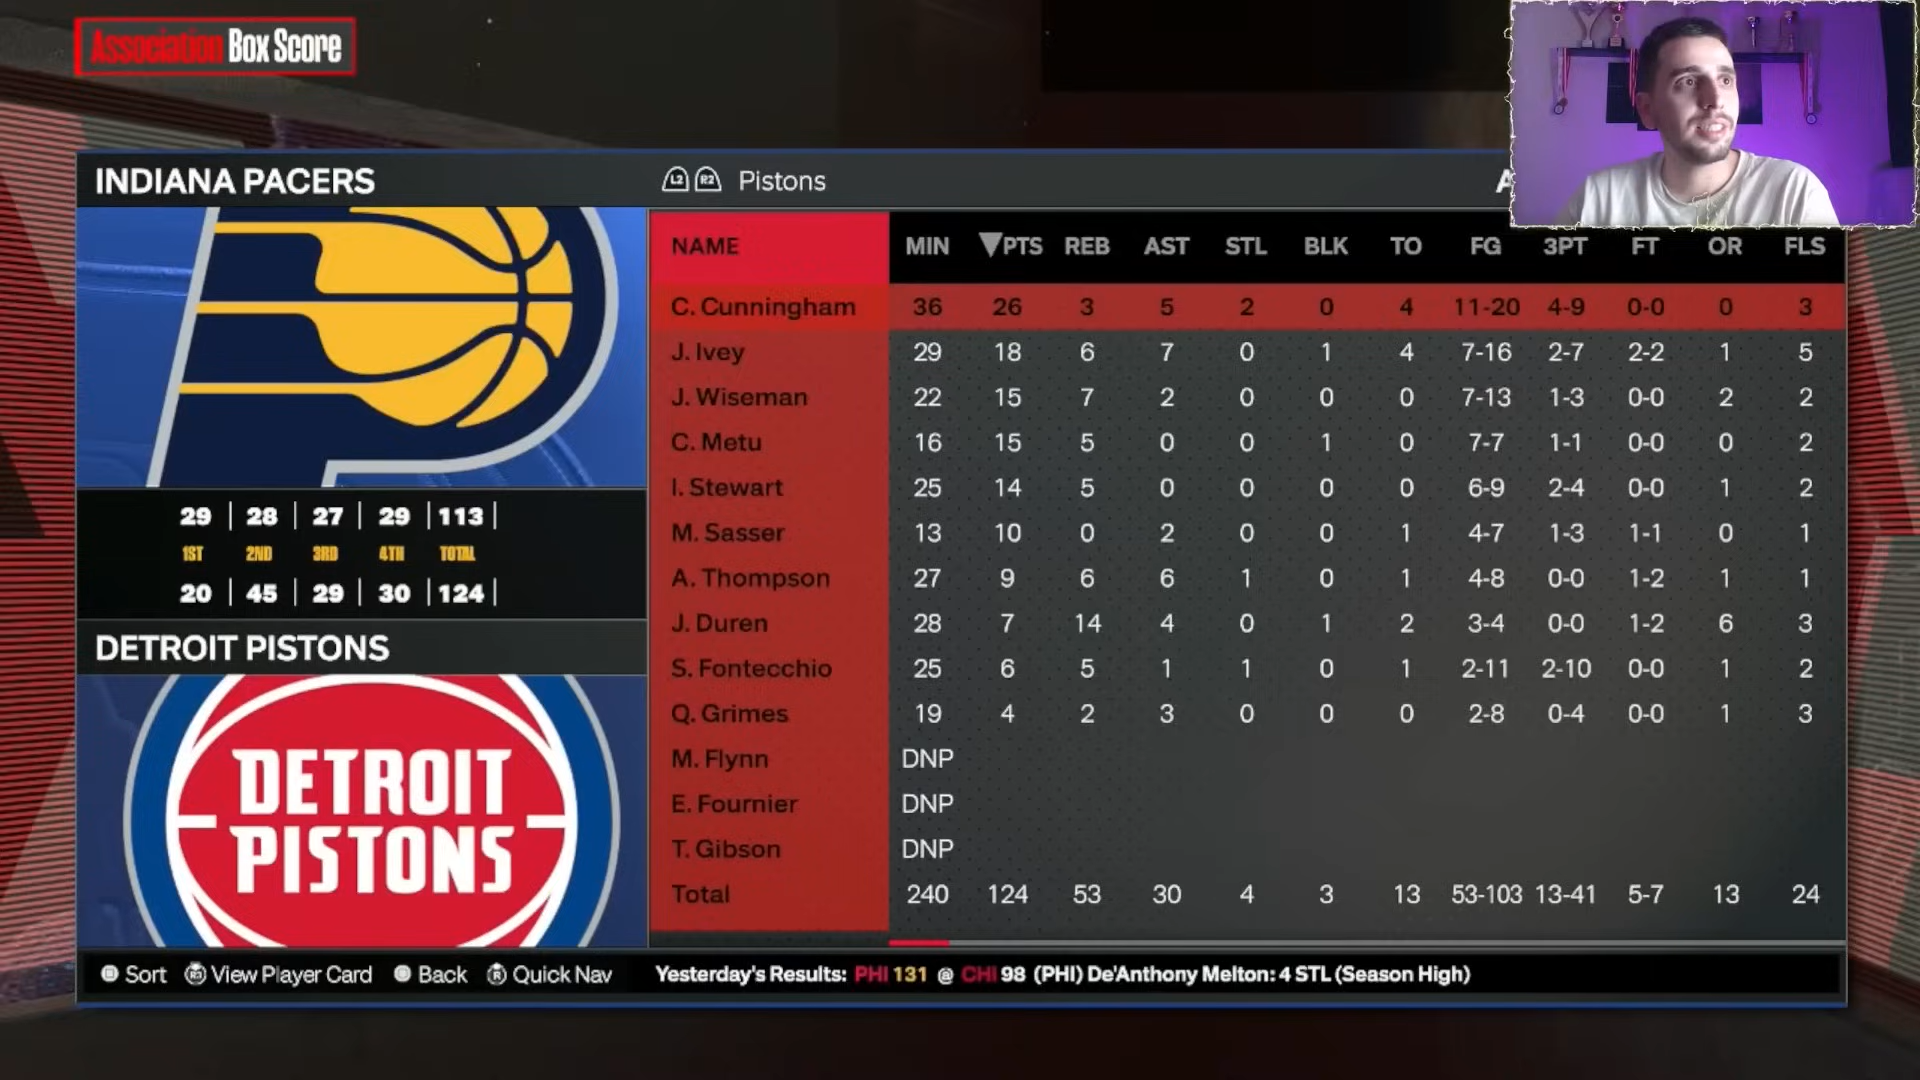 Association Box Score
INDIANA PACERS
L2 R2 Pistons
A
29 | 28 | 27 | 29 | 113 |
1ST 2ND 3RD 4TH TOTAL
20 | 45 | 29 | 30 | 124 |
DETROIT PISTONS
DETROIT
PISTONS
NAME MIN ▼PTS REB AST STL BLK TO FG 3PT FT OR FLS
C. Cunningham 36 26 3 5 2 0 4 11-20 4-9 0-0 0 3
J. Ivey 29 18 6 7 0 1 4 7-16 2-7 2-2 1 5
J. Wiseman 22 15 7 2 0 0 0 7-13 1-3 0-0 2 2
C. Metu 16 15 5 0 0 1 0 7-7 1-1 0-0 0 2
I. Stewart 25 14 5 0 0 0 0 6-9 2-4 0-0 1 2
M. Sasser 13 10 0 2 0 0 1 4-7 1-3 1-1 0 1
A. Thompson 27 9 6 6 1 0 1 4-8 0-0 1-2 1 1
J. Duren 28 7 14 4 0 1 2 3-4 0-0 1-2 6 3
S. Fontecchio 25 6 5 1 1 0 1 2-11 2-10 0-0 1 2
Q. Grimes 19 4 2 3 0 0 0 2-8 0-4 0-0 1 3
M. Flynn DNP
E. Fournier DNP
T. Gibson DNP
Total 240 124 53 30 4 3 13 53-103 13-41 5-7 13 24
Sort R3 View Player Card Back R Quick Nav
Yesterday's Results: PHI 131 @ CHI 98 (PHI) De'Anthony Melton: 4 STL (Season High)